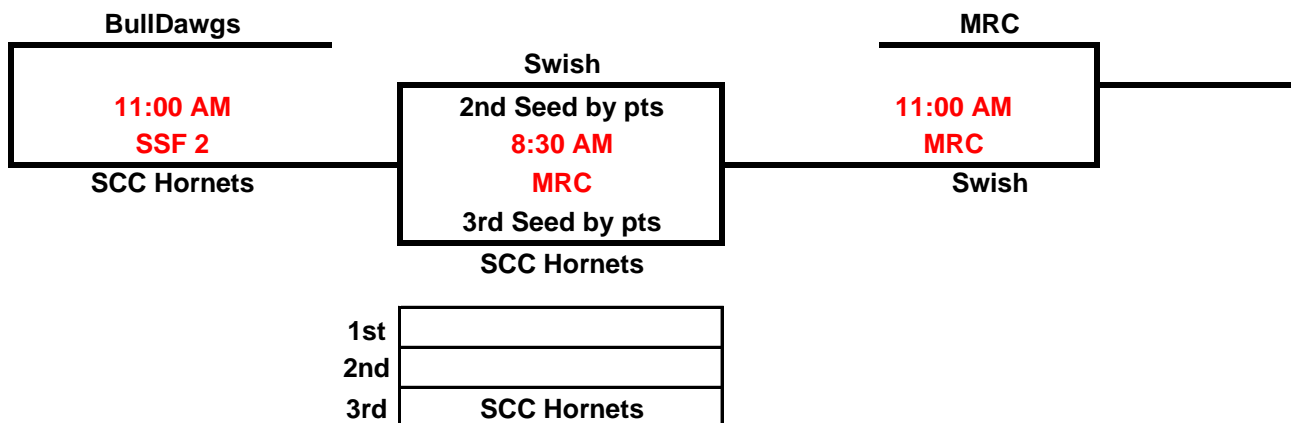 BullDawgs
11:00 AM
SSF 2
SCC Hornets
Swish
2nd Seed by pts
8:30 AM
MRC
3rd Seed by pts
SCC Hornets
MRC
11:00 AM
MRC
Swish
1st
2nd
3rd SCC Hornets